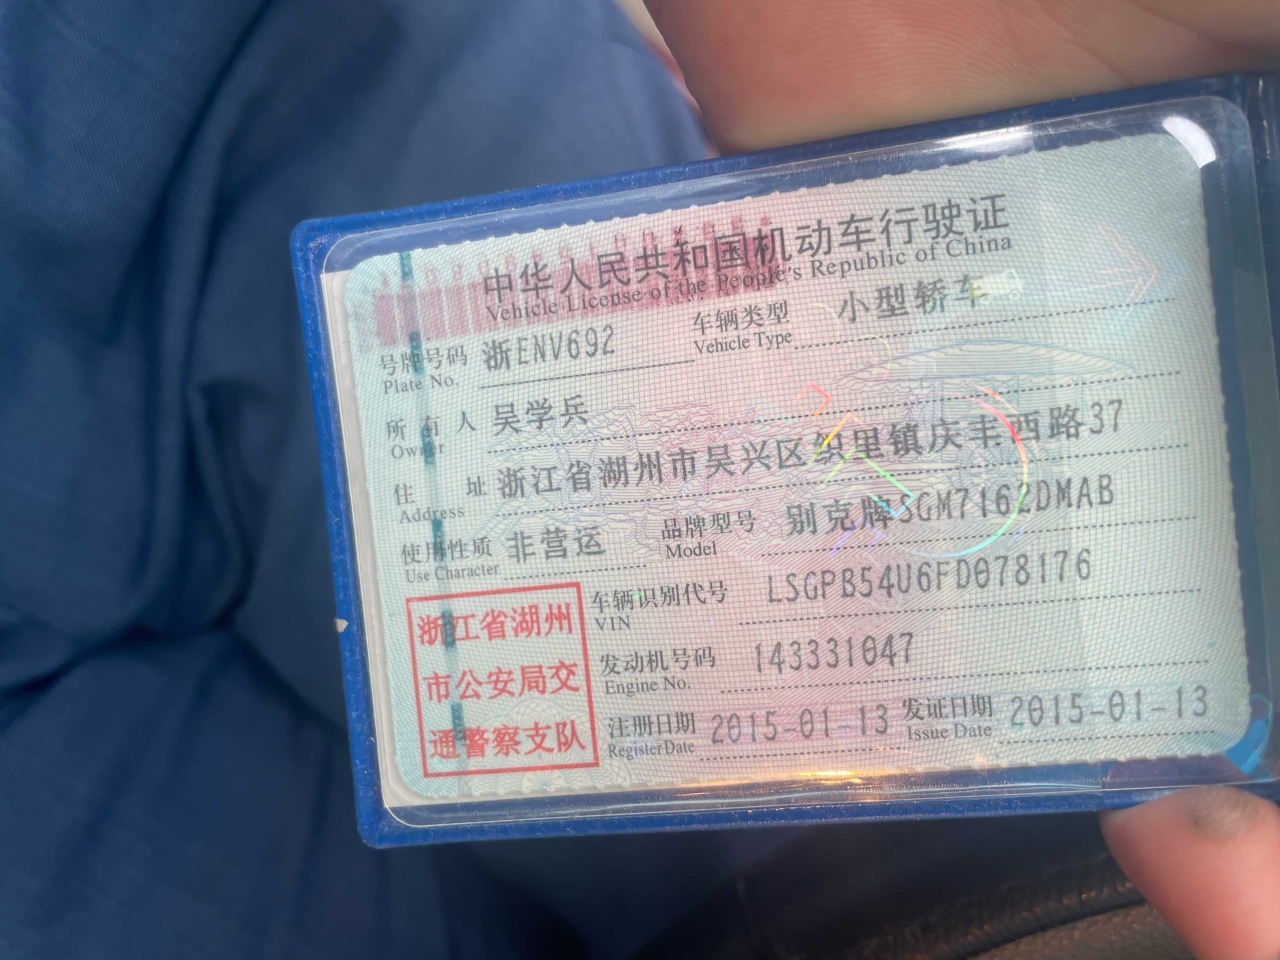 中华人民共和国机动车行驶证
Vehicle License of the People's Republic of China
号牌号码 浙ENV692 车辆类型 小型轿车
Plate No. Vehicle Type
所有人 吴学兵
Owner
住址 浙江省湖州市吴兴区织里镇庆丰西路37
Address
使用性质 非营运 品牌型号 别克牌SGM7162DMAB
Use Character Model
车辆识别代号 LSGPB54U6FD078176
VIN
发动机号码 143331047
Engine No.
注册日期 2015-01-13 发证日期 2015-01-13
Register Date Issue Date
浙江省湖州
市公安局交
通警察支队